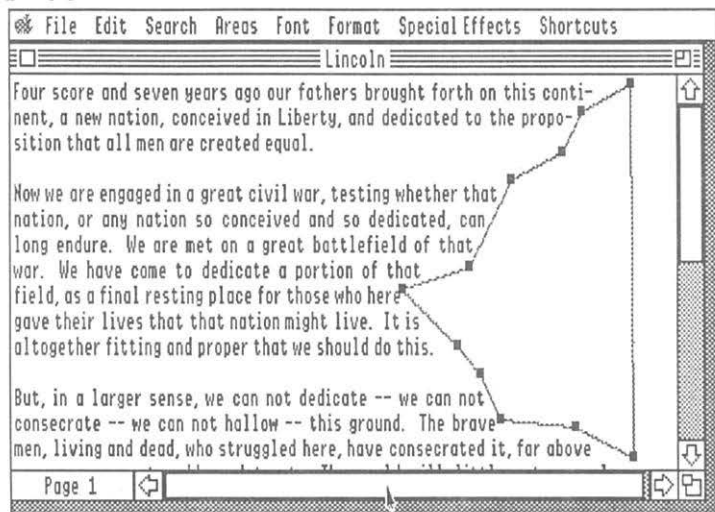 File Edit Search Areas Font Format Special Effects Shortcuts
Lincoln
Four score and seven years ago our fathers brought forth on this conti-
nent, a new nation, conceived in Liberty, and dedicated to the propo-
sition that all men are created equal.
Now we are engaged in a great civil war, testing whether that
nation, or any nation so conceived and so dedicated, can
long endure. We are met on a great battlefield of that
war. We have come to dedicate a portion of that
field, as a final resting place for those who here
gave their lives that that nation might live. It is
altogether fitting and proper that we should do this.
But, in a larger sense, we can not dedicate -- we can not
consecrate -- we can not hallow -- this ground. The brave
men, living and dead, who struggled here, have consecrated it, far above
Page 1